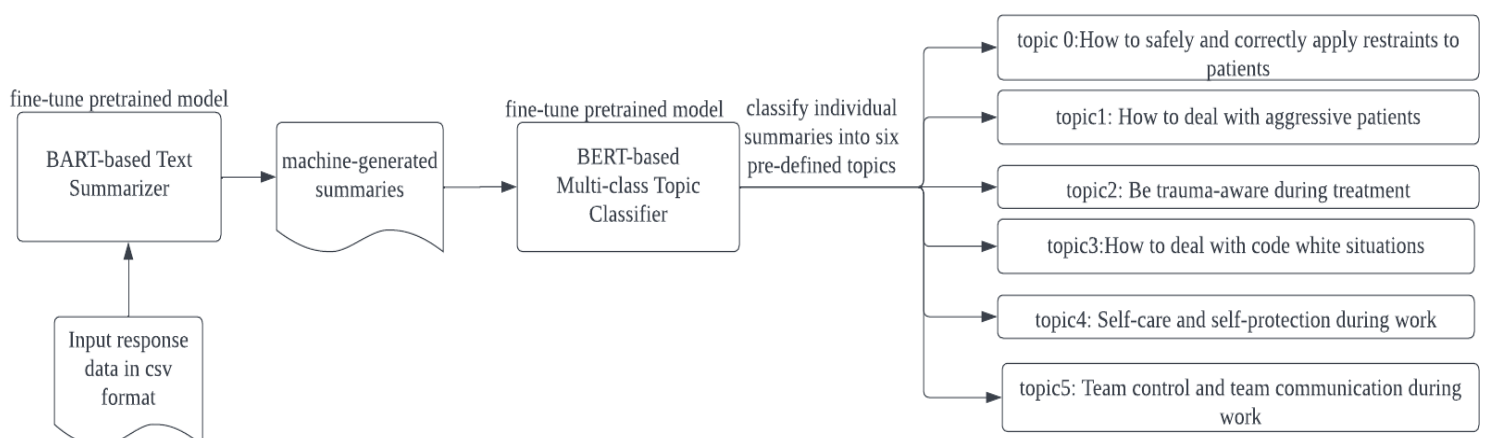 fine-tune pretrained model
BART-based Text
Summarizer
Input response
data in csv
format
machine-generated
summaries
fine-tune pretrained model
BERT-based
Multi-class Topic
Classifier
classify individual
summaries into six
pre-defined topics
topic 0:How to safely and correctly apply restraints to
patients
topic1: How to deal with aggressive patients
topic2: Be trauma-aware during treatment
topic3:How to deal with code white situations
topic4: Self-care and self-protection during work
topic5: Team control and team communication during
work